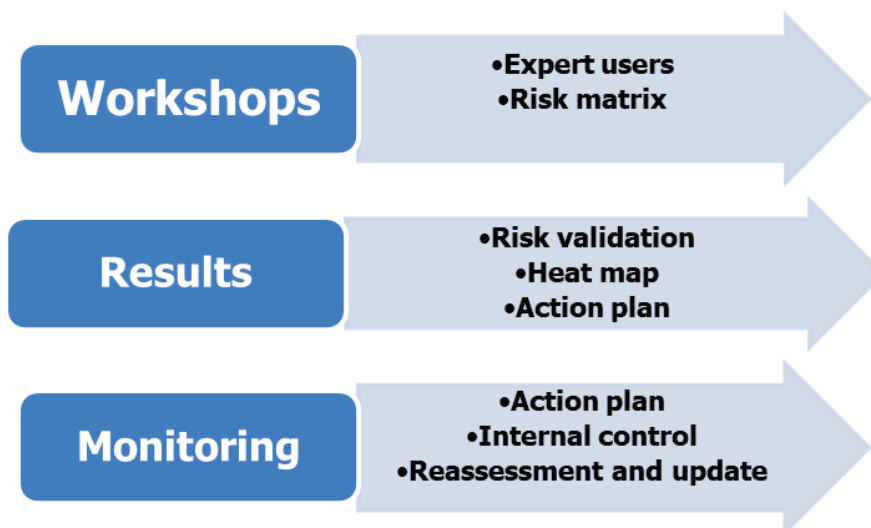 Workshops
•Expert users
•Risk matrix
Results
•Risk validation
•Heat map
•Action plan
Monitoring
•Action plan
•Internal control
•Reassessment and update